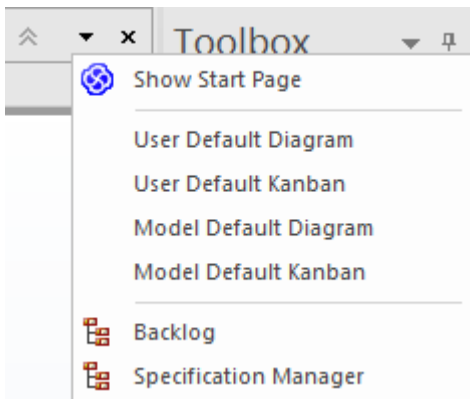 Toolbox
Show Start Page
User Default Diagram
User Default Kanban
Model Default Diagram
Model Default Kanban
Backlog
Specification Manager